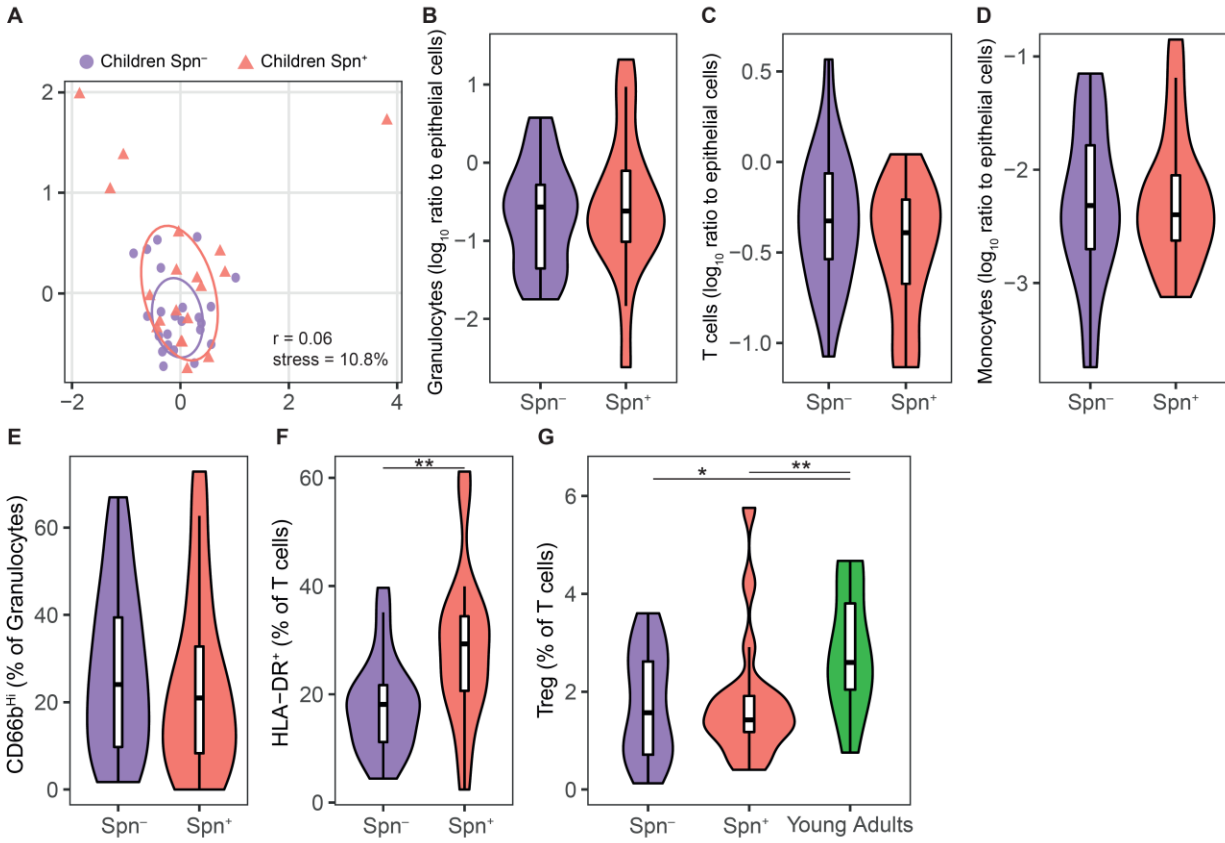 A
Children Spn⁻ Children Spn⁺
2
1
0
−2 0 2 4
r = 0.06
stress = 10.8%
B
Granulocytes (log₁₀ ratio to epithelial cells)
1
0
−1
−2
Spn⁻ Spn⁺
C
T cells (log₁₀ ratio to epithelial cells)
0.5
0.0
−0.5
−1.0
Spn⁻ Spn⁺
D
Monocytes (log₁₀ ratio to epithelial cells)
−1
−2
−3
Spn⁻ Spn⁺
E
CD66bᴴⁱ (% of Granulocytes)
60
40
20
0
Spn⁻ Spn⁺
F
HLA−DR⁺ (% of T cells)
60
40
20
0
**
Spn⁻ Spn⁺
G
Treg (% of T cells)
6
4
2
0
* **
Spn⁻ Spn⁺ Young Adults